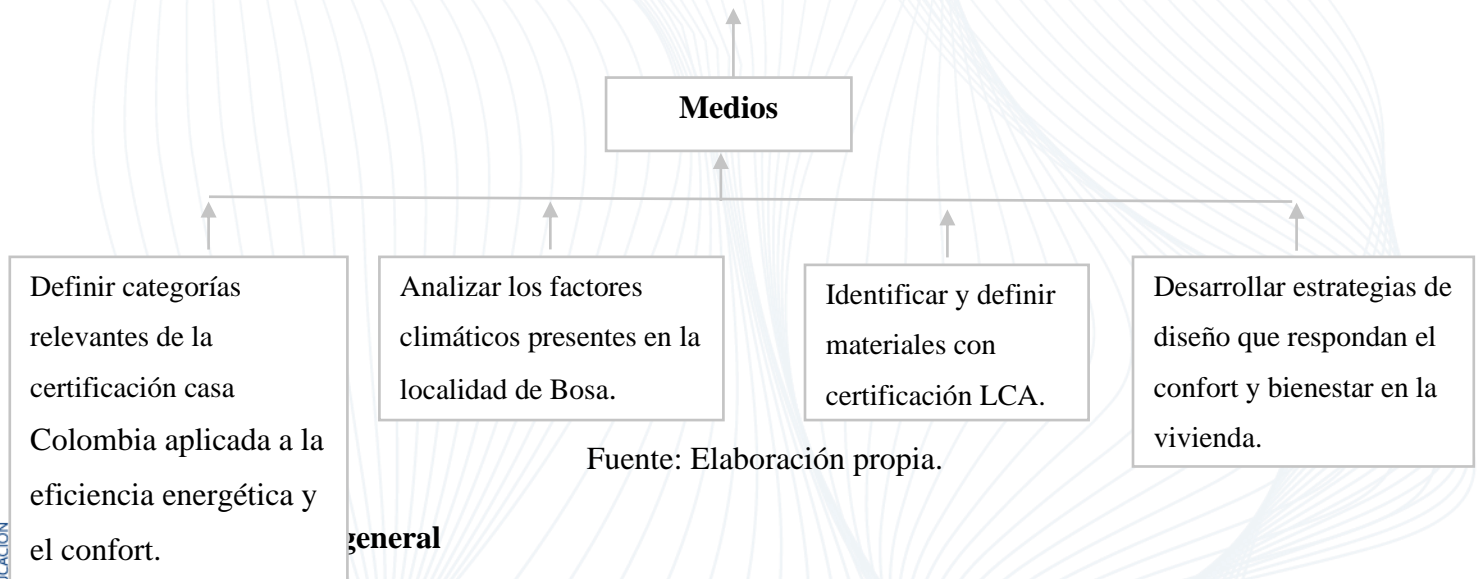 Medios
Definir categorías
relevantes de la
certificación casa
Colombia aplicada a la
eficiencia energética y
el confort.
Analizar los factores
climáticos presentes en la
localidad de Bosa.
Identificar y definir
materiales con
certificación LCA.
Desarrollar estrategias de
diseño que respondan el
confort y bienestar en la
vivienda.
Fuente: Elaboración propia.
general